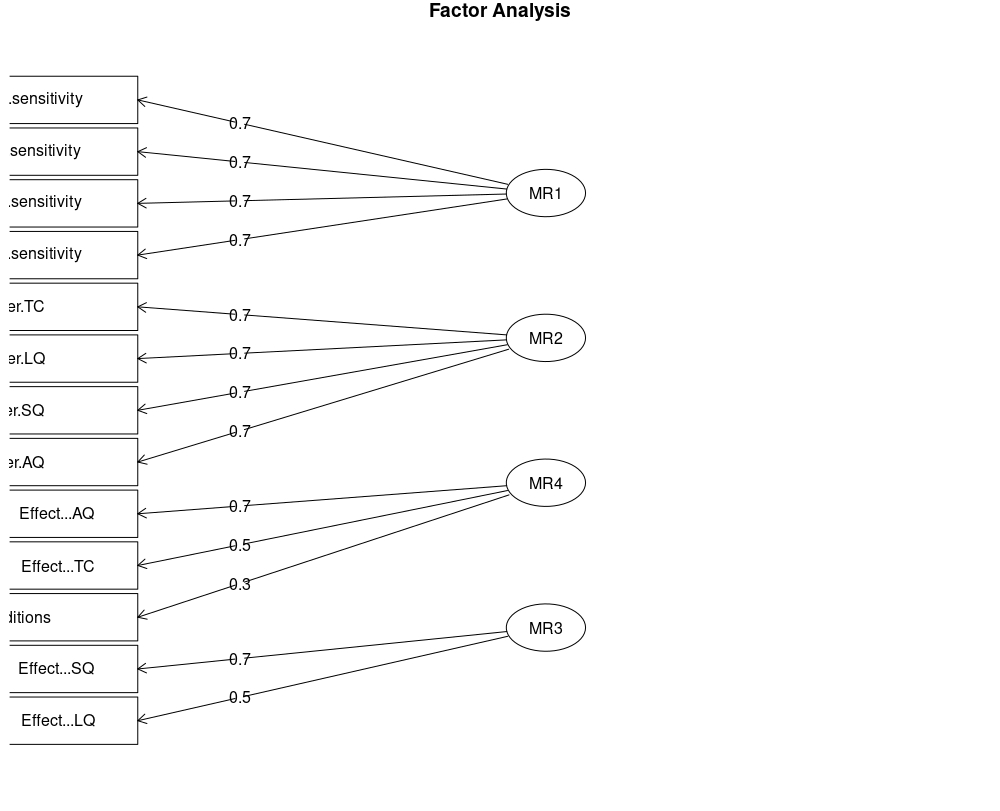 Factor Analysis
.sensitivity
0.7
sensitivity
0.7
MR1
.sensitivity
0.7
.sensitivity
0.7
er.TC
0.7
MR2
er.LQ
0.7
er.SQ
0.7
er.AQ
0.7
MR4
Effect...AQ
0.7
Effect...TC
0.5
ditions
0.3
MR3
Effect...SQ
0.7
Effect...LQ
0.5